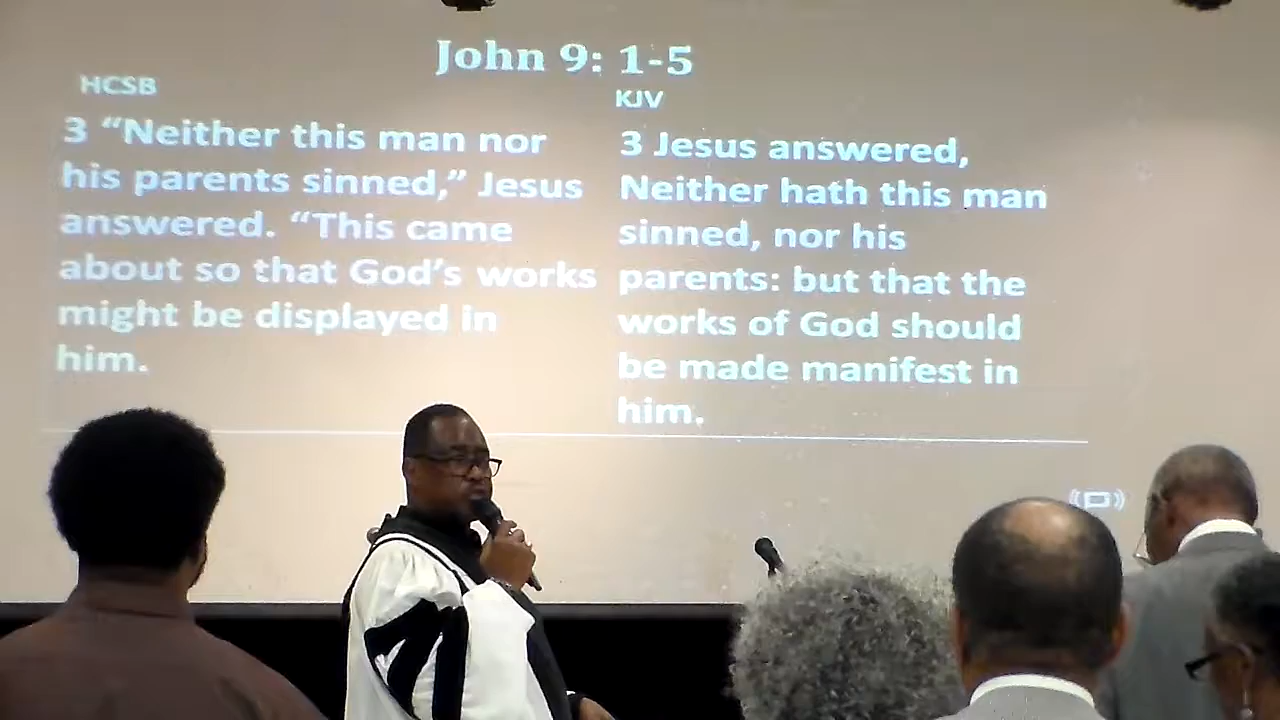 John 9: 1-5
HCSB
3 “Neither this man nor
his parents sinned,” Jesus
answered. “This came
about so that God’s works
might be displayed in
him.
KJV
3 Jesus answered,
Neither hath this man
sinned, nor his
parents: but that the
works of God should
be made manifest in
him.